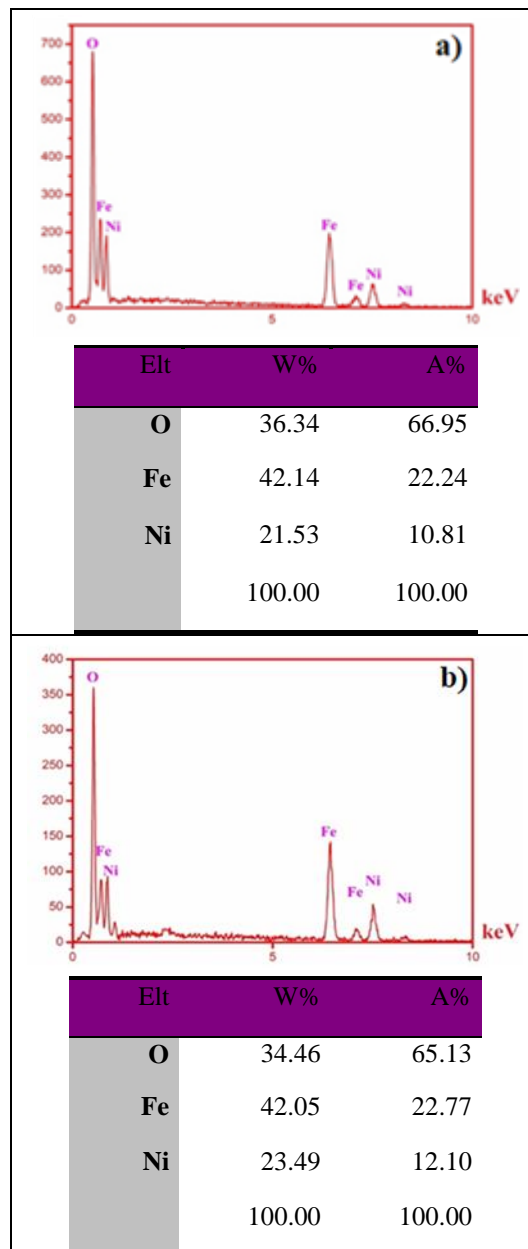 a)
O
700
600
500
400
300
200
100
0
Fe
Ni
Fe
Fe
Ni
Ni
0 5 10
keV
Elt W% A%
O 36.34 66.95
Fe 42.14 22.24
Ni 21.53 10.81
100.00 100.00
b)
400
350
300
250
200
150
100
50
0
O
Fe
Ni
Fe
Fe
Ni
Ni
0 5 10
keV
Elt W% A%
O 34.46 65.13
Fe 42.05 22.77
Ni 23.49 12.10
100.00 100.00